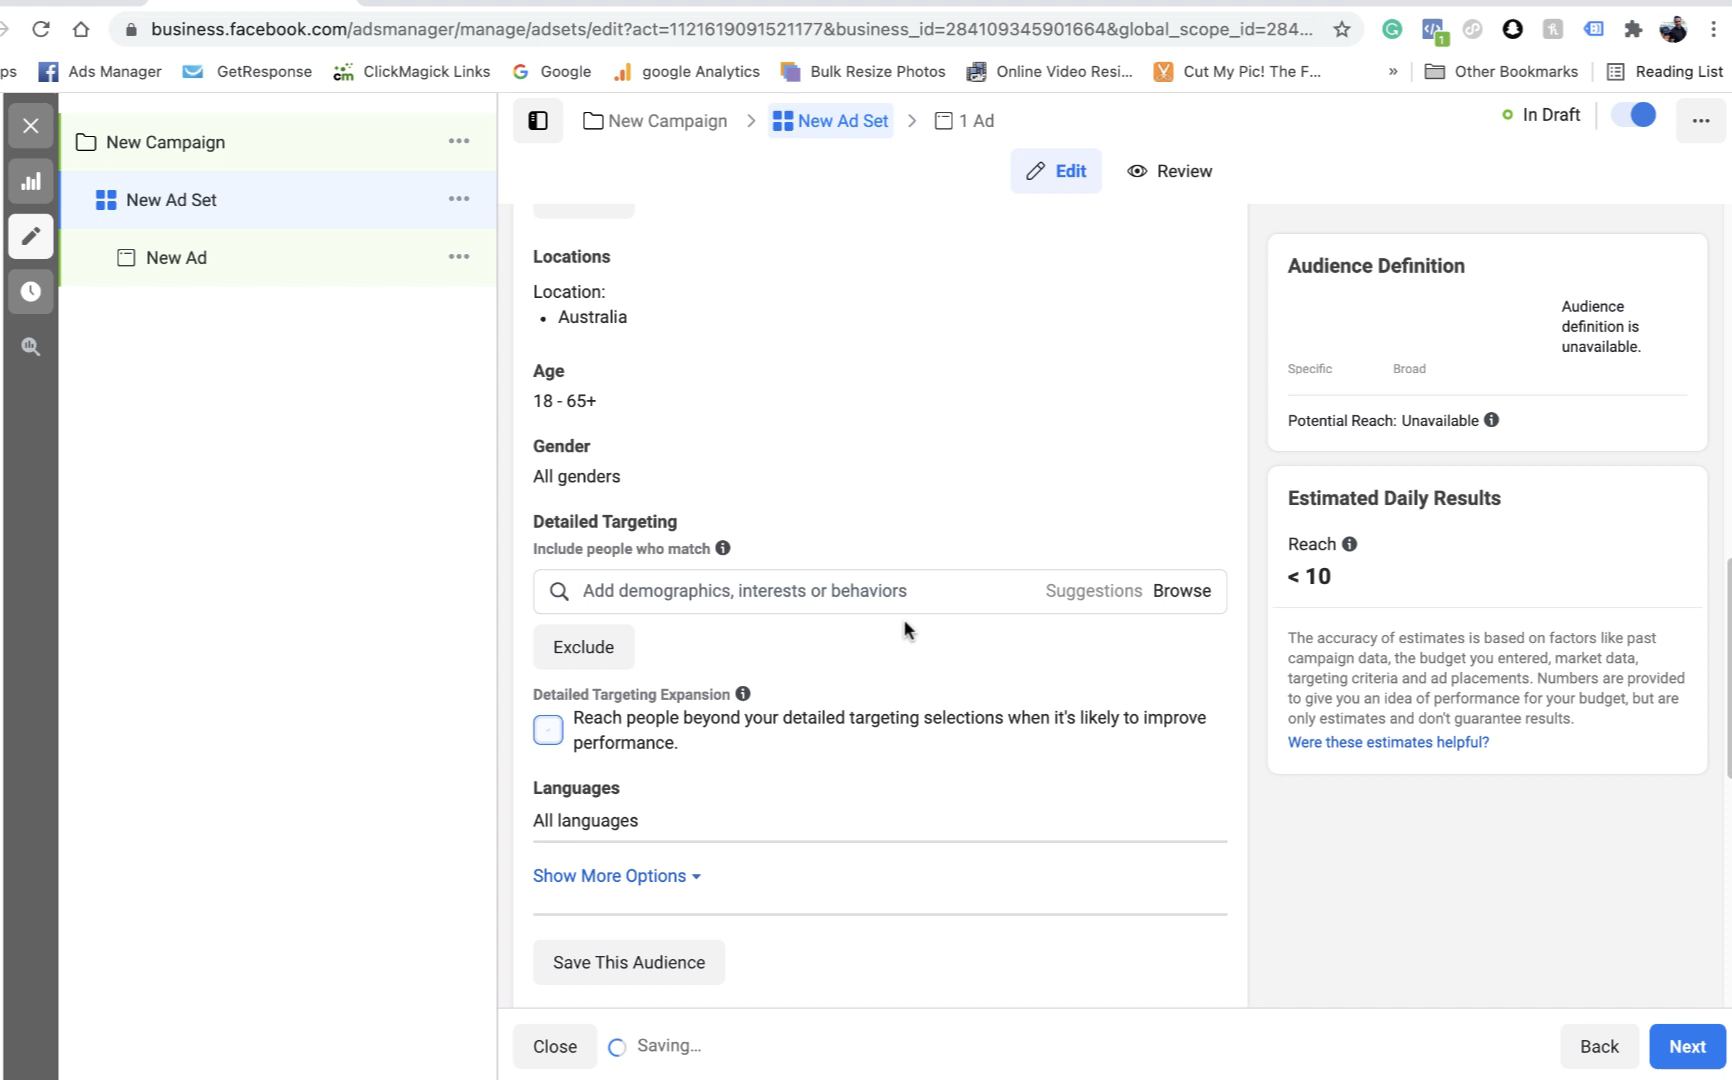 business.facebook.com/adsmanager/manage/adsets/edit?act=1121619091521177&business_id=284109345901664&global_scope_id=284...
1
ps
Ads Manager
GetResponse
cm
ClickMagick Links
Google
google Analytics
Bulk Resize Photos
Online Video Resi...
Cut My Pic! The F...
»
Other Bookmarks
Reading List
New Campaign
New Ad Set
New Ad
New Campaign > New Ad Set > 1 Ad
In Draft
Edit
Review
Locations
Location:
• Australia
Age
18 - 65+
Gender
All genders
Detailed Targeting
Include people who match
Add demographics, interests or behaviors
Suggestions
Browse
Exclude
Detailed Targeting Expansion
Reach people beyond your detailed targeting selections when it's likely to improve
performance.
Languages
All languages
Show More Options
Save This Audience
Close
Saving...
Back
Next
Audience Definition
Audience
definition is
unavailable.
Specific
Broad
Potential Reach: Unavailable
Estimated Daily Results
Reach
< 10
The accuracy of estimates is based on factors like past
campaign data, the budget you entered, market data,
targeting criteria and ad placements. Numbers are provided
to give you an idea of performance for your budget, but are
only estimates and don't guarantee results.
Were these estimates helpful?